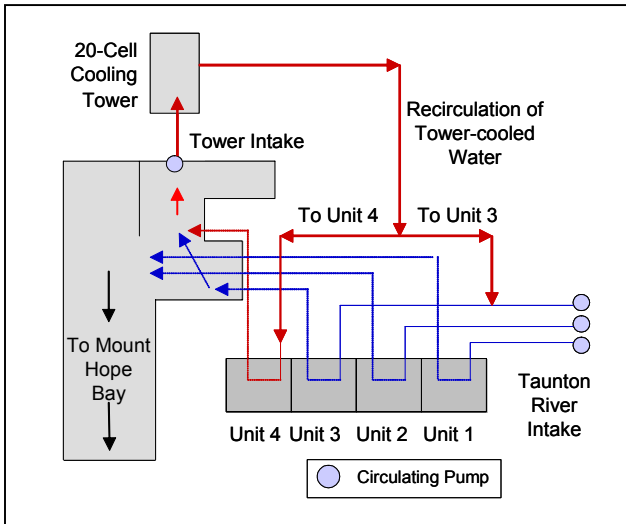 20-Cell
Cooling
Tower
Recirculation of
Tower-cooled
Water
Tower Intake
To Unit 4
To Unit 3
To Mount
Hope
Bay
Taunton
River
Intake
Unit 4
Unit 3
Unit 2
Unit 1
Circulating Pump